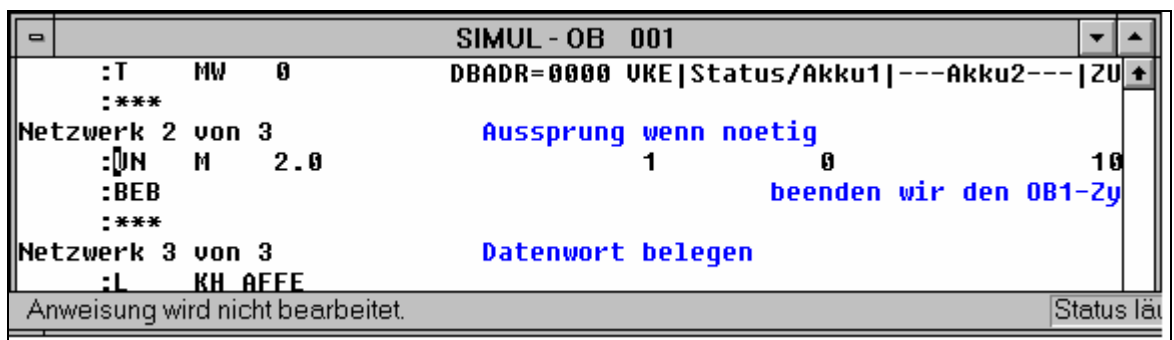 SIMUL - OB 001
:T MW 0 DBADR=0000 VKE|Status/Akku1|---Akku2---|ZU
:***
Netzwerk 2 von 3 Aussprung wenn noetig
:UN M 2.0 1 0 10
:BEB beenden wir den OB1-Zy
:***
Netzwerk 3 von 3 Datenwort belegen
:L KH AFFE
Anweisung wird nicht bearbeitet. Status läu